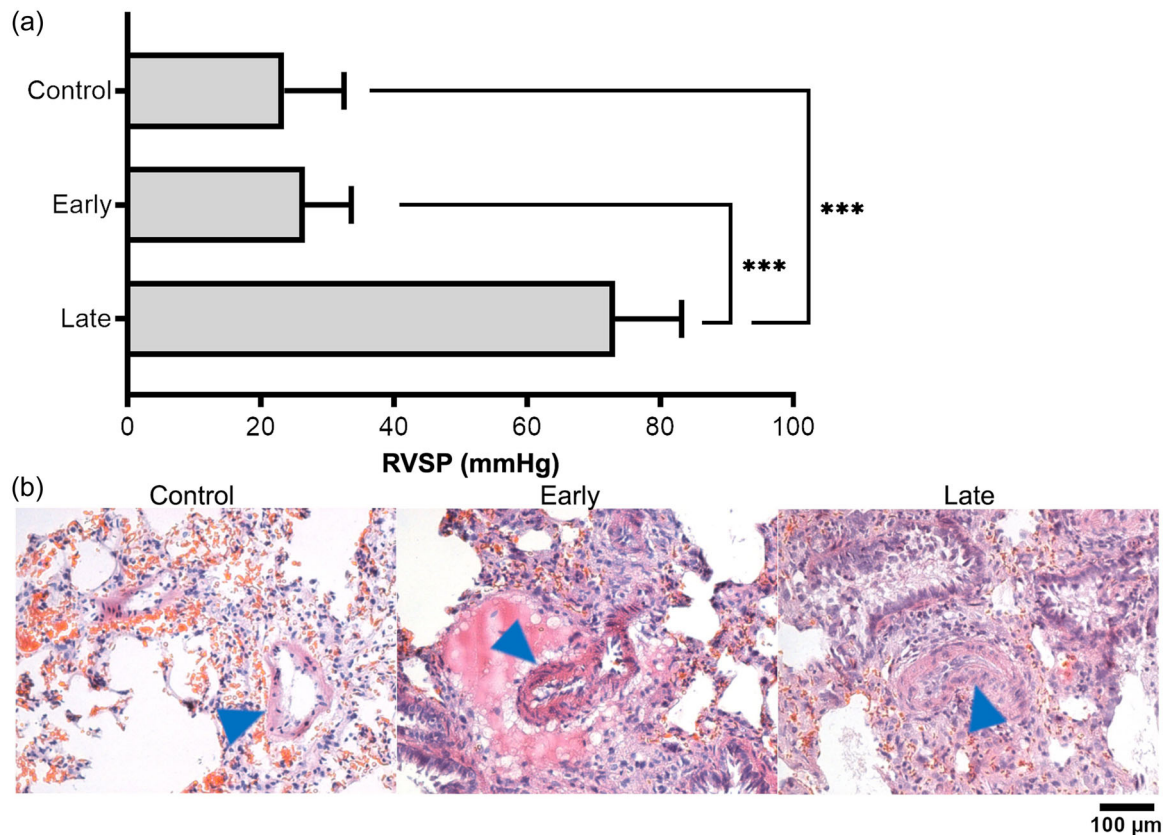 (a)
Control
Early
Late
***
***
0 20 40 60 80 100
RVSP (mmHg)
(b)
Control Early Late
100 µm